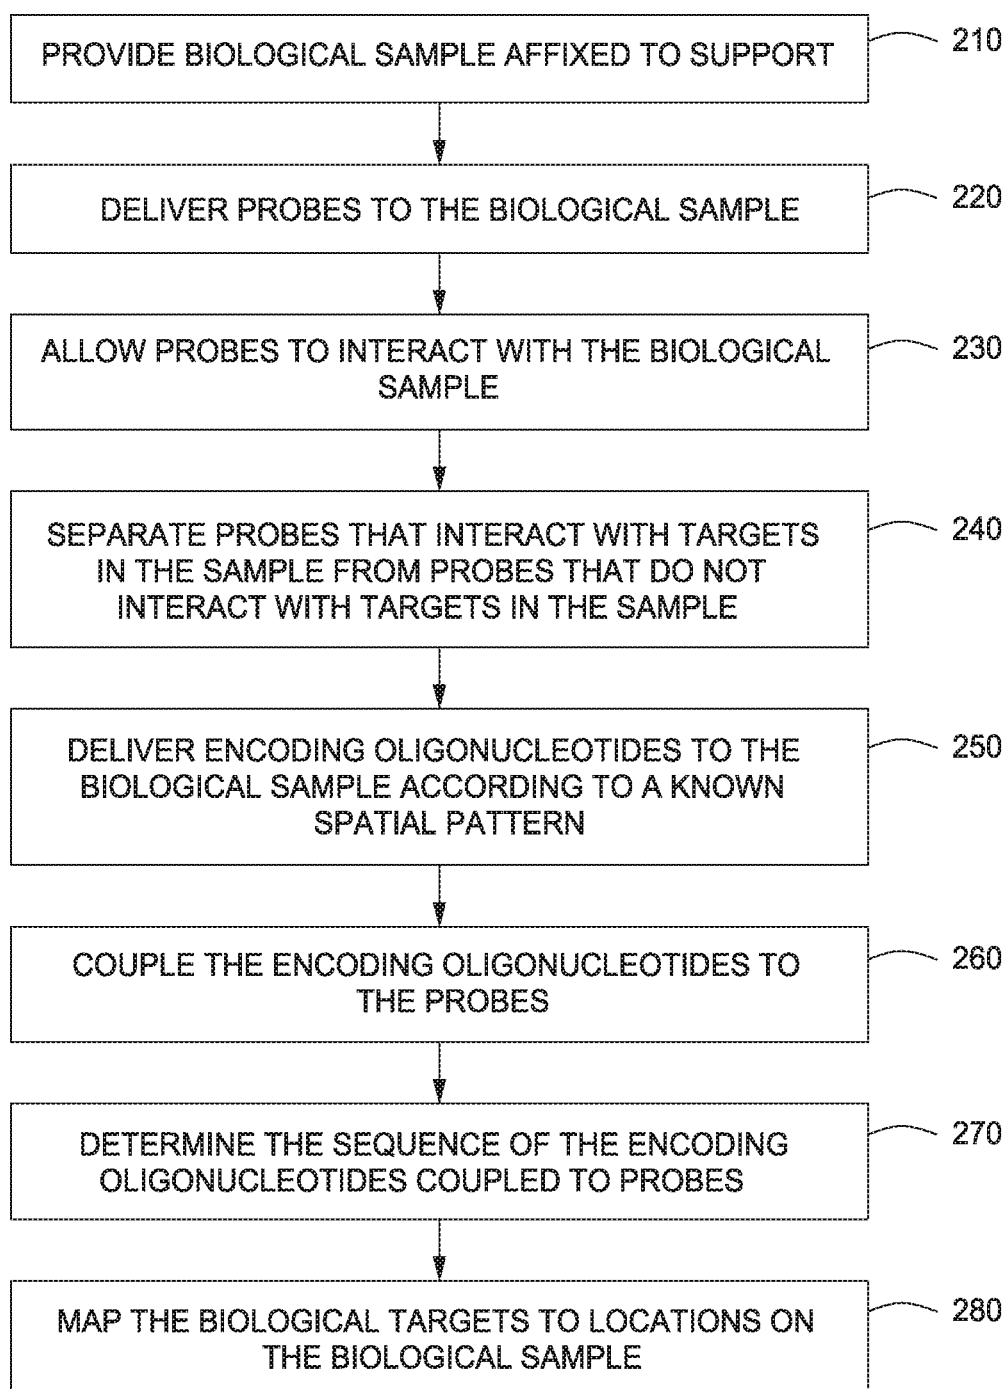 PROVIDE BIOLOGICAL SAMPLE AFFIXED TO SUPPORT
210
DELIVER PROBES TO THE BIOLOGICAL SAMPLE
220
ALLOW PROBES TO INTERACT WITH THE BIOLOGICAL
SAMPLE
230
SEPARATE PROBES THAT INTERACT WITH TARGETS
IN THE SAMPLE FROM PROBES THAT DO NOT
INTERACT WITH TARGETS IN THE SAMPLE
240
DELIVER ENCODING OLIGONUCLEOTIDES TO THE
BIOLOGICAL SAMPLE ACCORDING TO A KNOWN
SPATIAL PATTERN
250
COUPLE THE ENCODING OLIGONUCLEOTIDES TO
THE PROBES
260
DETERMINE THE SEQUENCE OF THE ENCODING
OLIGONUCLEOTIDES COUPLED TO PROBES
270
MAP THE BIOLOGICAL TARGETS TO LOCATIONS ON
THE BIOLOGICAL SAMPLE
280